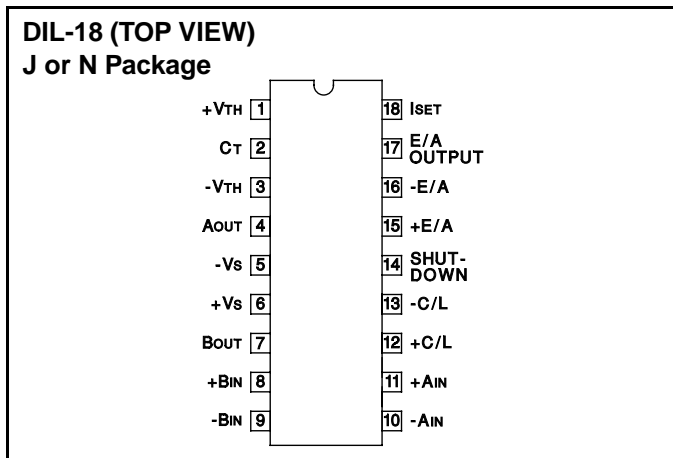 DIL-18 (TOP VIEW)
J or N Package
+VTH 1
CT 2
-VTH 3
AOUT 4
-VS 5
+VS 6
BOUT 7
+BIN 8
-BIN 9
18 ISET
17 E/A
OUTPUT
16 -E/A
15 +E/A
14 SHUT-
DOWN
13 -C/L
12 +C/L
11 +AIN
10 -AIN